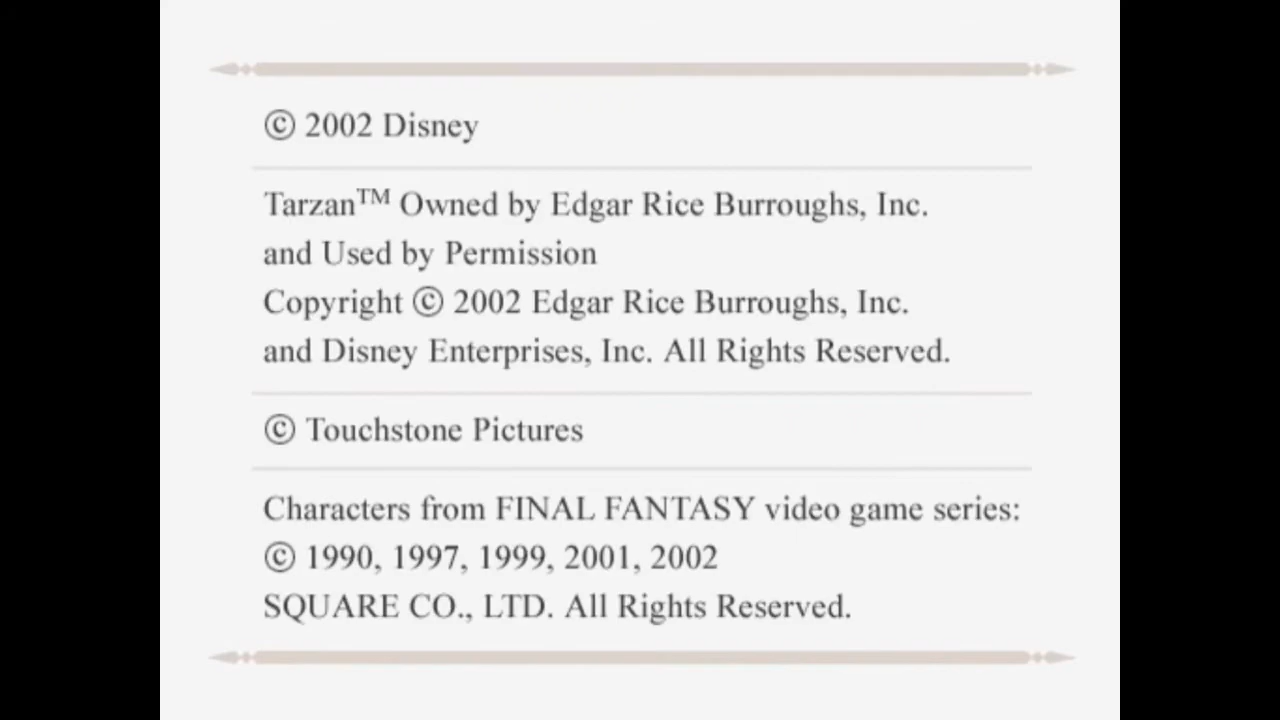 © 2002 Disney
Tarzan™ Owned by Edgar Rice Burroughs, Inc.
and Used by Permission
Copyright © 2002 Edgar Rice Burroughs, Inc.
and Disney Enterprises, Inc. All Rights Reserved.
© Touchstone Pictures
Characters from FINAL FANTASY video game series:
© 1990, 1997, 1999, 2001, 2002
SQUARE CO., LTD. All Rights Reserved.